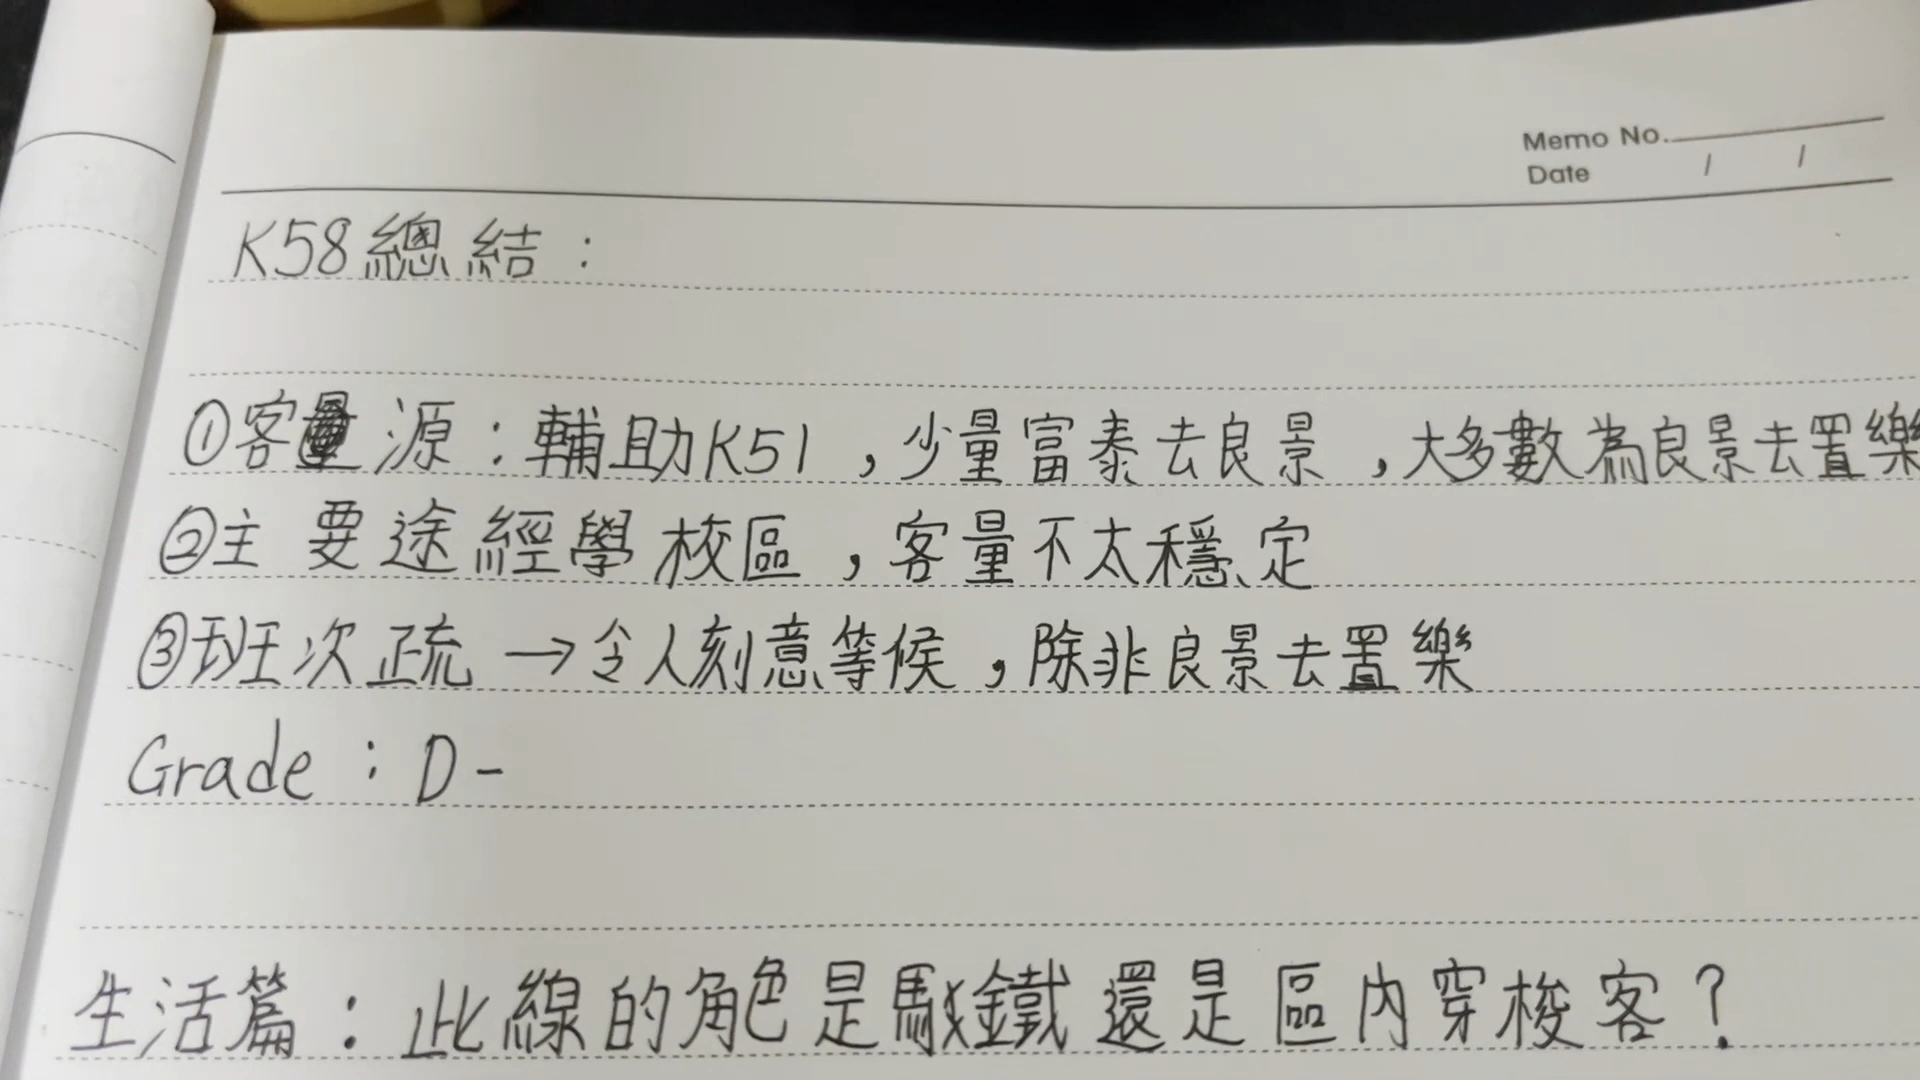 Memo No.
Date / /
K58總結：
①客源：輔助K51，少量富泰去良景，大多數為良景去置樂
②主要途經學校區，客量不太穩定
③班次疏→令人刻意等候，除非良景去置樂
Grade：D-
生活篇：此線的角色是駁鐵還是區內穿梭客？